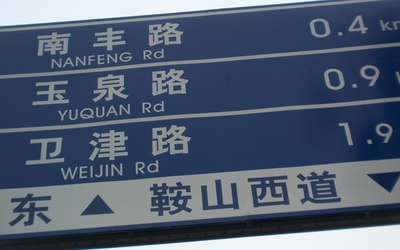 南丰路 0.4 km
NANFENG Rd
玉泉路 0.9
YUQUAN Rd
卫津路 1.9
WEIJIN Rd
东 ▲ 鞍山西道 ▼